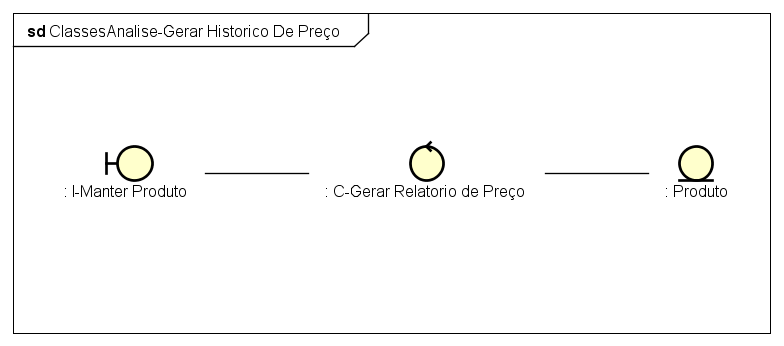 sd ClassesAnalise-Gerar Historico De Preço
: I-Manter Produto
: C-Gerar Relatorio de Preço
: Produto